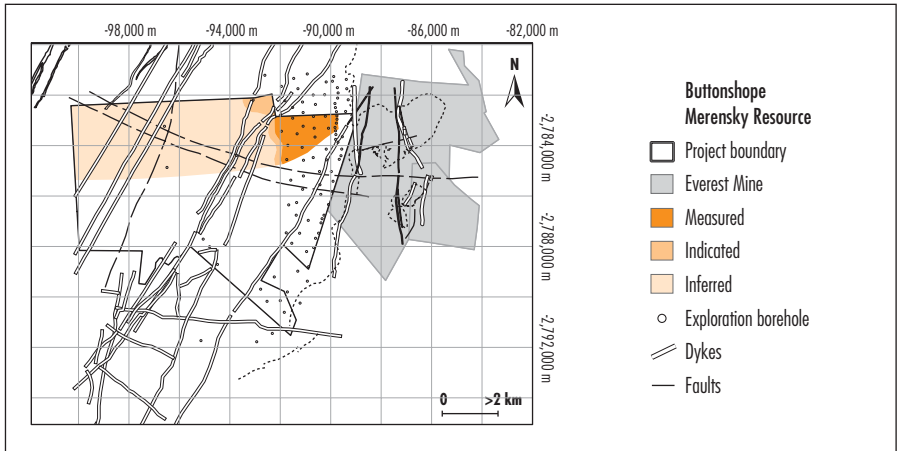 -98,000 m
-94,000 m
-90,000 m
-86,000 m
-82,000 m
N
-2,784,000 m
-2,788,000 m
-2,792,000 m
0 >2 km
Buttonshope
Merensky Resource
Project boundary
Everest Mine
Measured
Indicated
Inferred
Exploration borehole
Dykes
Faults